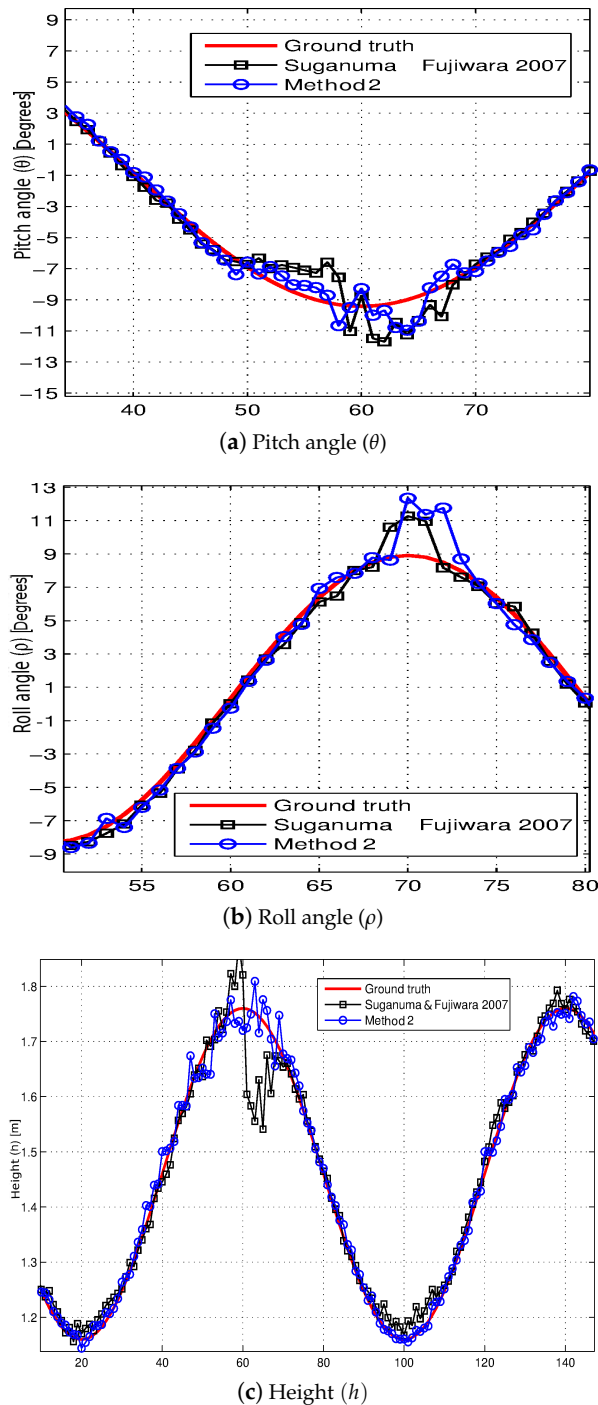 9
7
5
3
1
-1
-3
-5
-7
-9
-11
-13
-15
Pitch angle (θ) [Degrees]
Ground truth
Suganuma Fujiwara 2007
Method 2
40 50 60 70 80
(a) Pitch angle (θ)
13
11
9
7
5
3
1
-1
-3
-5
-7
-9
Roll angle (ρ) [Degrees]
Ground truth
Suganuma Fujiwara 2007
Method 2
55 60 65 70 75 80
(b) Roll angle (ρ)
1.8
1.7
1.6
1.5
1.4
1.3
1.2
Height (h) [m]
Ground truth
Suganuma & Fujiwara 2007
Method 2
20 40 60 80 100 120 140
(c) Height (h)